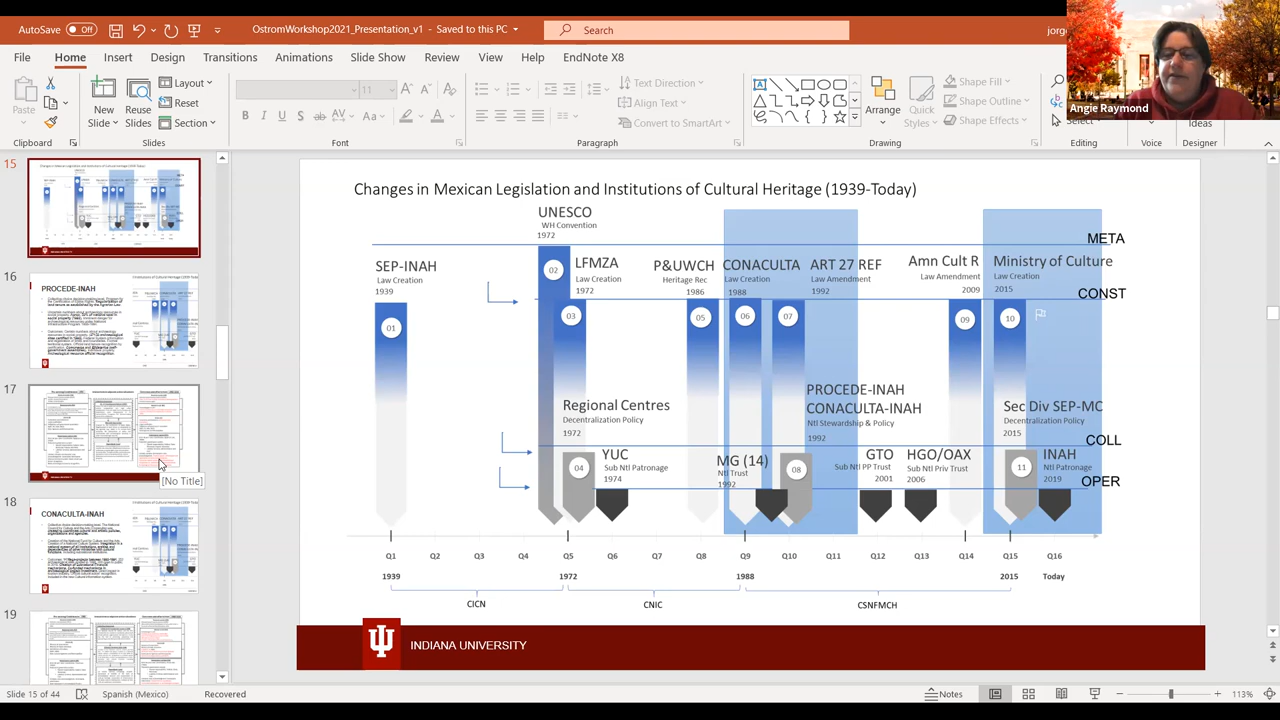 AutoSave
Off
OstromWorkshop2021_Presentation_v1 - Saved to this PC
Search
jorg
File
Home
Insert
Design
Transitions
Animations
Slide Show
Review
View
Help
EndNote X8
Angie Raymond
Paste
New
Slide
Reuse
Slides
Layout
Reset
Section
11
Text Direction
Align Text
Convert to SmartArt
Arrange
Quick
Styles
Shape Fill
Shape Outline
Shape Effects
Select
Ideas
Clipboard
Slides
Font
Paragraph
Drawing
Editing
Voice
Designer
15
16
PROCEDE-INAH
17
[No Title]
18
CONACULTA-INAH
19
Changes in Mexican Legislation and Institutions of Cultural Heritage (1939-Today)
UNESCO
WH Convention
1972
META
SEP-INAH
Law Creation
1939
02
LFMZA
Law Creation
1972
P&UWCH
Heritage Rec
1986
CONACULTA
Law Creation
1988
ART 27 REF
Law Amendment
1992
Amn Cult R
Law Amendment
2009
Ministry of Culture
Law Creation
2015
CONST
01
03
05
06
07
09
10
PROCEDE-INAH
CONACULTA-INAH
Ntl Stewardship & Policy
1992
Regional Centres
Decentralization Policy
1972
Sec Div SEP-MC
Decentralization Policy
2015
COLL
04
YUC
Sub Ntl Patronage
1974
MG (14)
Ntl Trust
1992
08
GTO
Sub Ntl PP Trust
2001
HGO/OAX
Sub Ntl Priv Trust
2006
11
INAH
Ntl Patronage
2019
OPER
Q1
Q2
Q3
Q4
Q5
Q6
Q7
Q8
Q9
Q10
Q11
Q12
Q13
Q14
Q15
Q16
1939
1972
1988
2015
Today
CICN
CNIC
CSNFMCH
INDIANA UNIVERSITY
Slide 15 of 44
Spanish (Mexico)
Recovered
Notes
113%